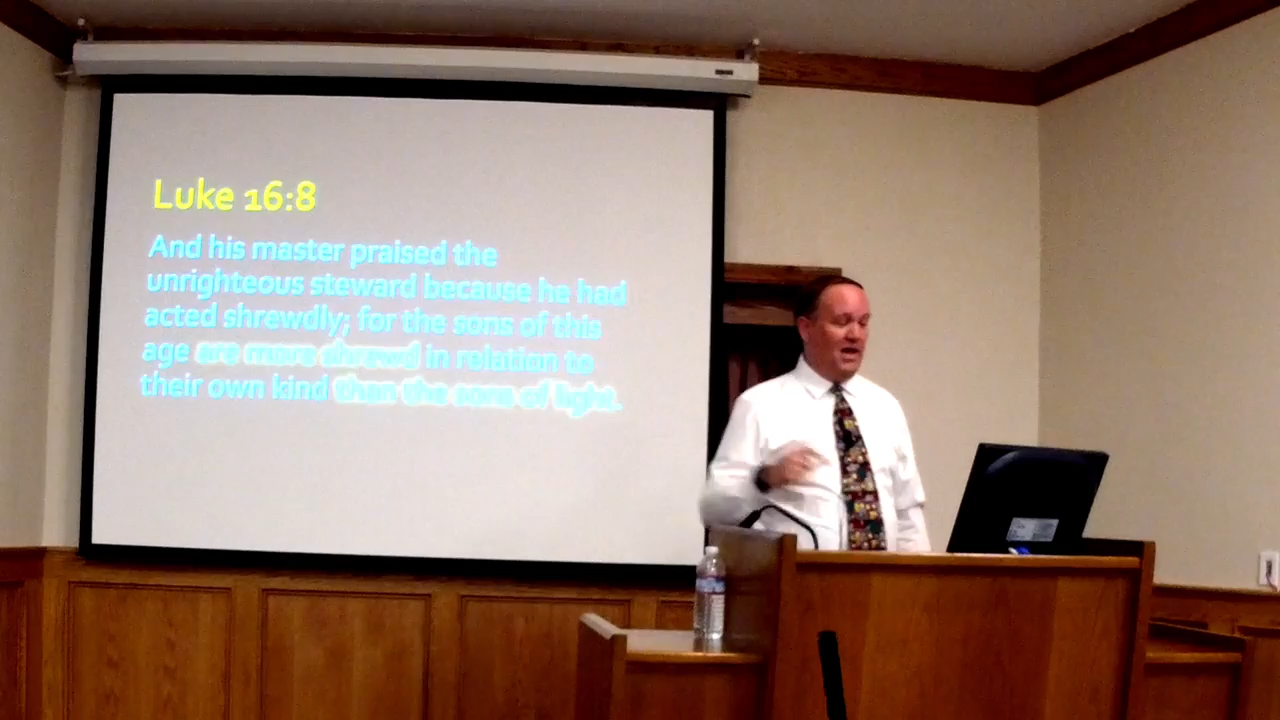 Luke 16:8
And his master praised the
unrighteous steward because he had
acted shrewdly; for the sons of this
age are more shrewd in relation to
their own kind than the sons of light.